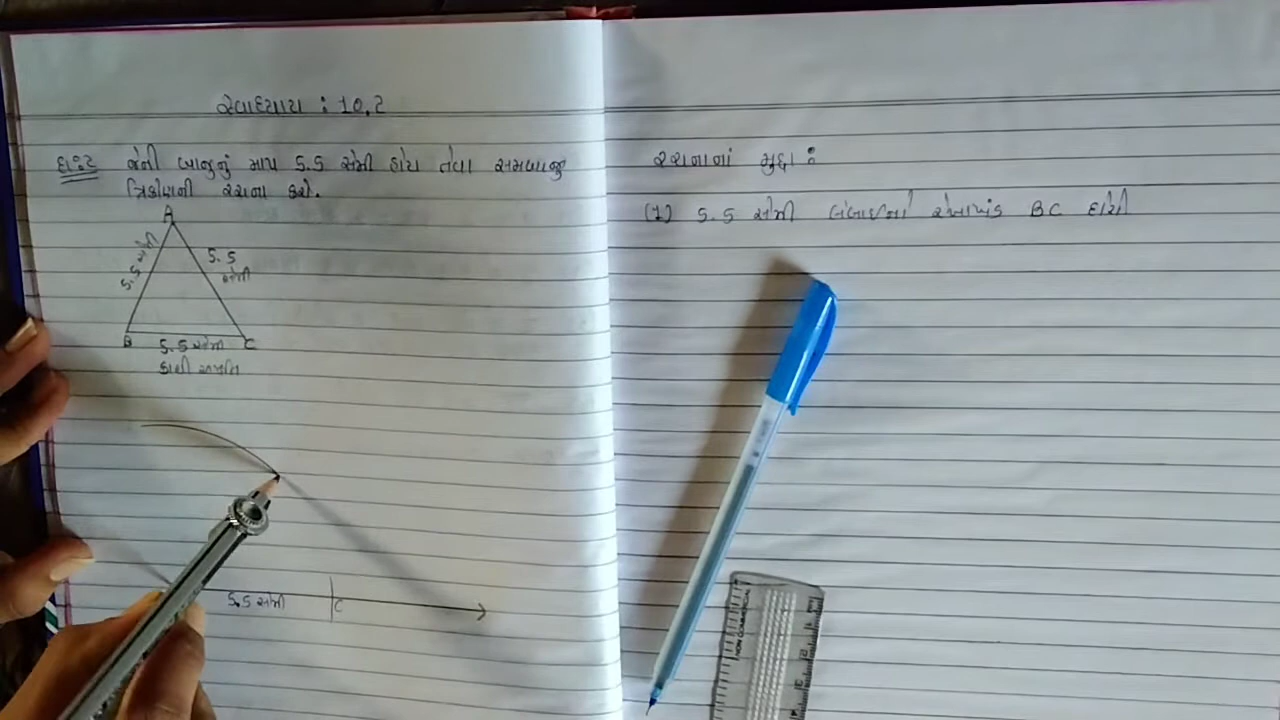 સ્વાધ્યાય : 10.2
દા:2 જેની બાજુનું માપ 5.5 સેમી હોય તેવા સમબાજુ
ત્રિકોણની રચના કરો.
A
5.5 સેમી
5.5
સેમી
B
C
5.5 સેમી
કાચી આકૃતિ
5.5 સેમી
C
રચનાનાં મુદ્દા :
(1) 5.5 સેમી લંબાઈનો રેખાખંડ BC દોરો